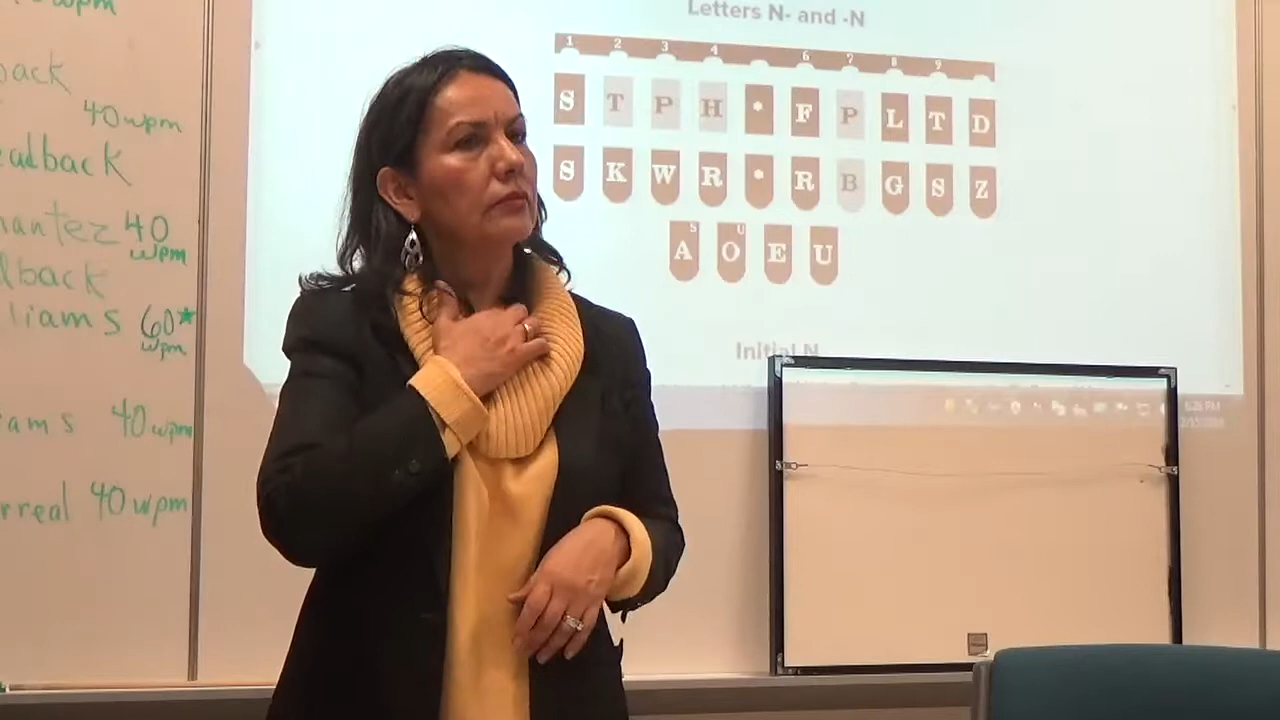 wpm
back
40 wpm
eadback
40
wpm
lback
liams 60*
wpm
ams 40 wpm
rreal 40 wpm
Letters N- and -N
1 2 3 4 6 7 8 9
S T P H * F P L T D
S K W R * R B G S Z
S U
A O E U
Initial N